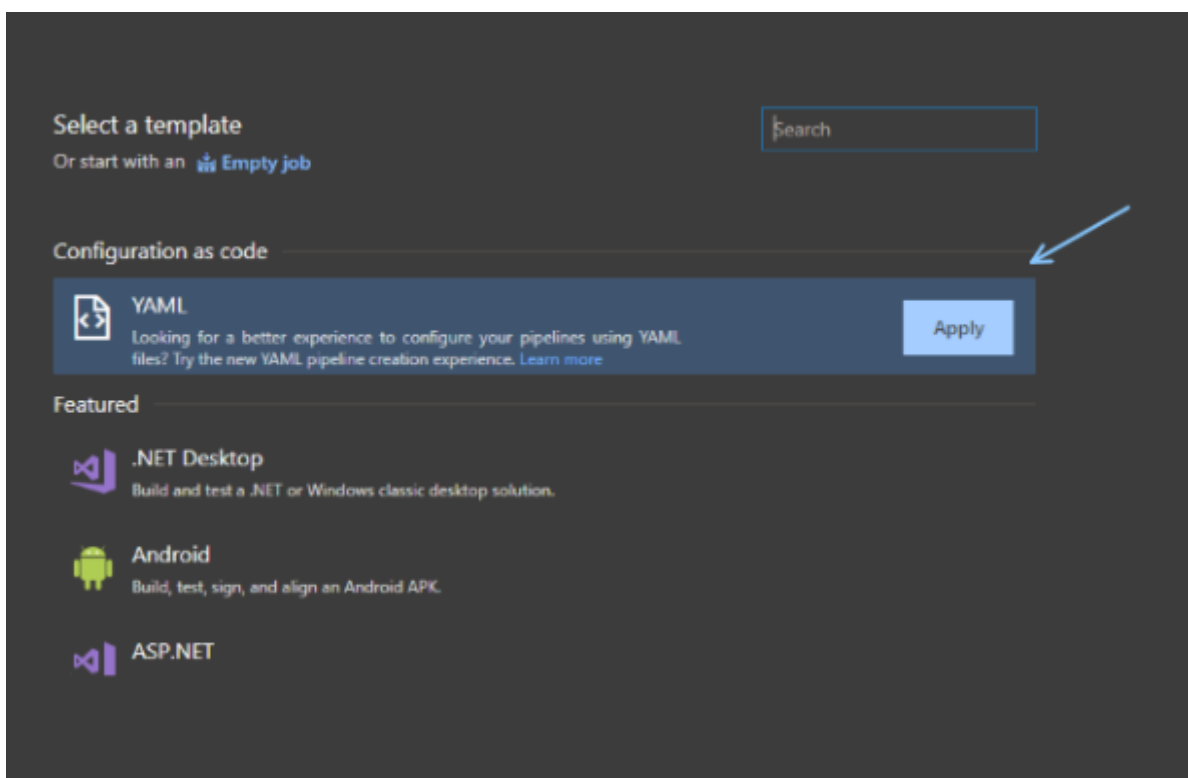 Select a template
Search
Or start with an Empty job
Configuration as code
YAML
Looking for a better experience to configure your pipelines using YAML
files? Try the new YAML pipeline creation experience. Learn more
Apply
Featured
.NET Desktop
Build and test a .NET or Windows classic desktop solution.
Android
Build, test, sign, and align an Android APK.
ASP.NET